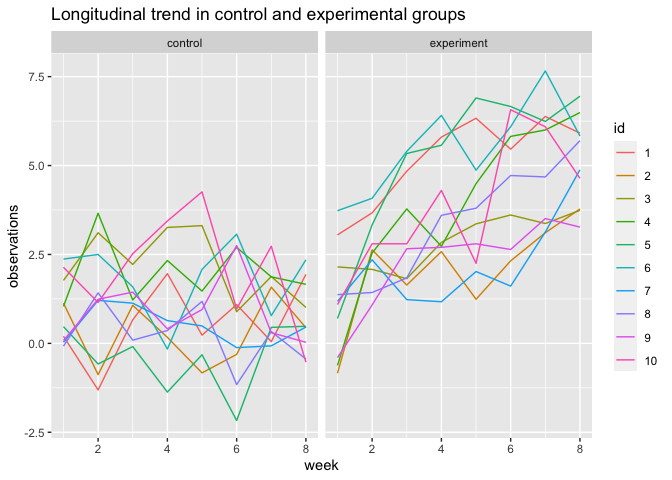 Longitudinal trend in control and experimental groups
control
experiment
7.5
5.0
2.5
0.0
-2.5
observations
2 4 6 8
2 4 6 8
week
id
1
2
3
4
5
6
7
8
9
10